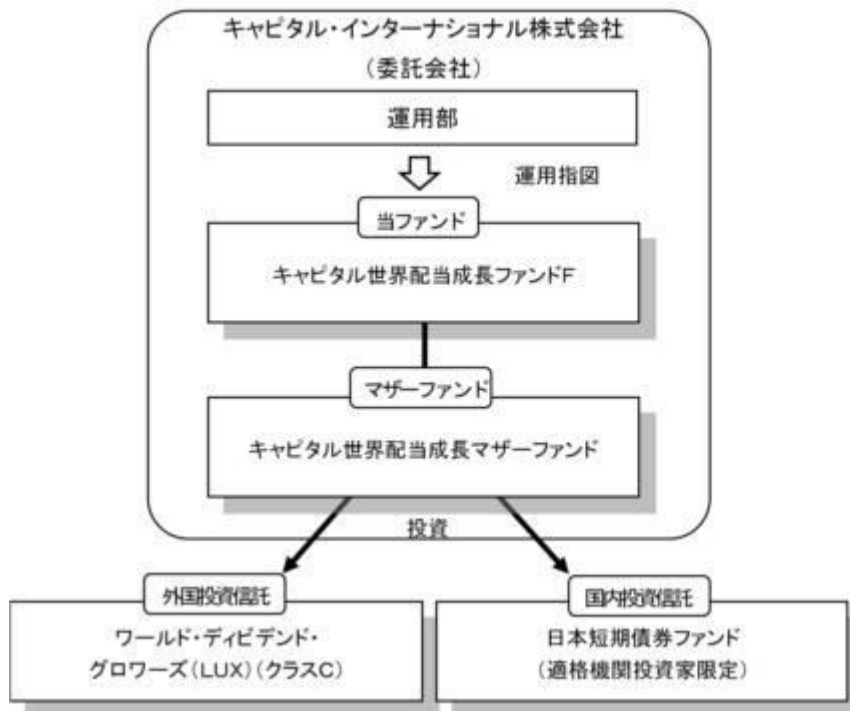 キャピタル・インターナショナル株式会社
（委託会社）
運用部
運用指図
当ファンド
キャピタル世界配当成長ファンドＦ
マザーファンド
キャピタル世界配当成長マザーファンド
投資
外国投資信託
ワールド・ディビデンド・
グロワーズ（ＬＵＸ）（クラスＣ）
国内投資信託
日本短期債券ファンド
（適格機関投資家限定）